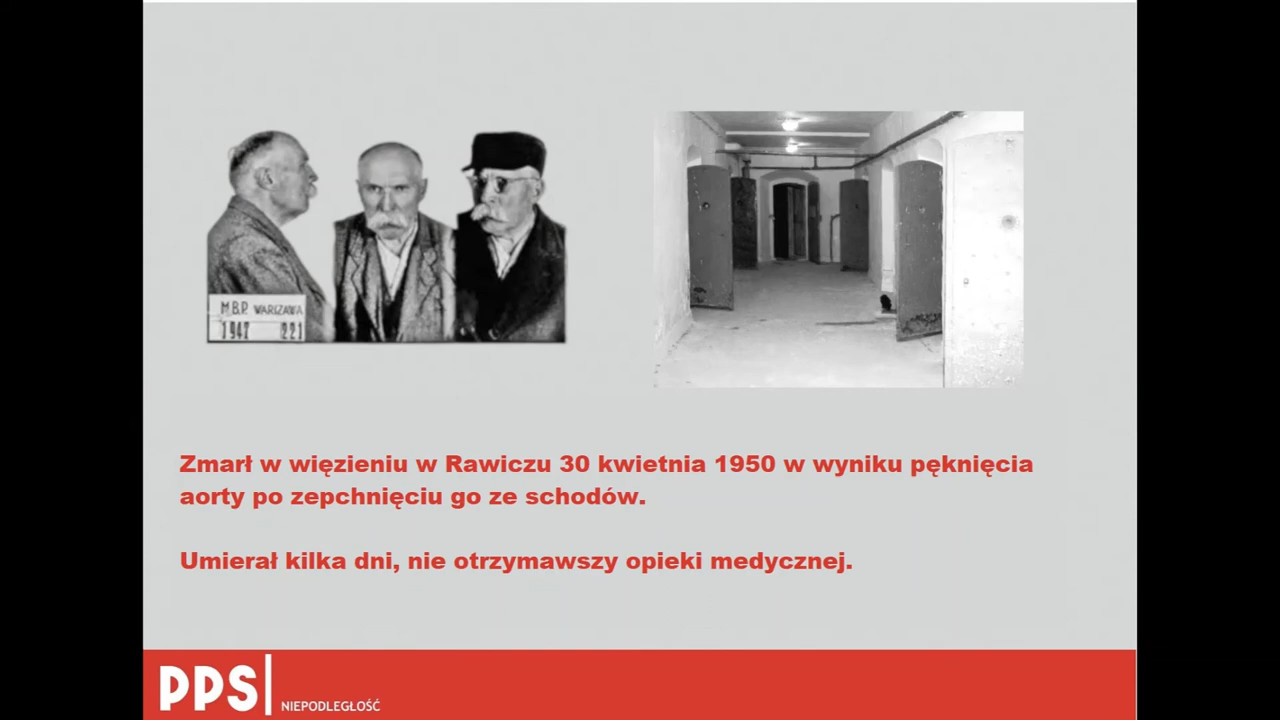 M.B.P. WARSZAWA
1947 221
Zmarł w więzieniu w Rawiczu 30 kwietnia 1950 w wyniku pęknięcia
aorty po zepchnięciu go ze schodów.
Umierał kilka dni, nie otrzymawszy opieki medycznej.
PPS NIEPODLEGŁOŚĆ